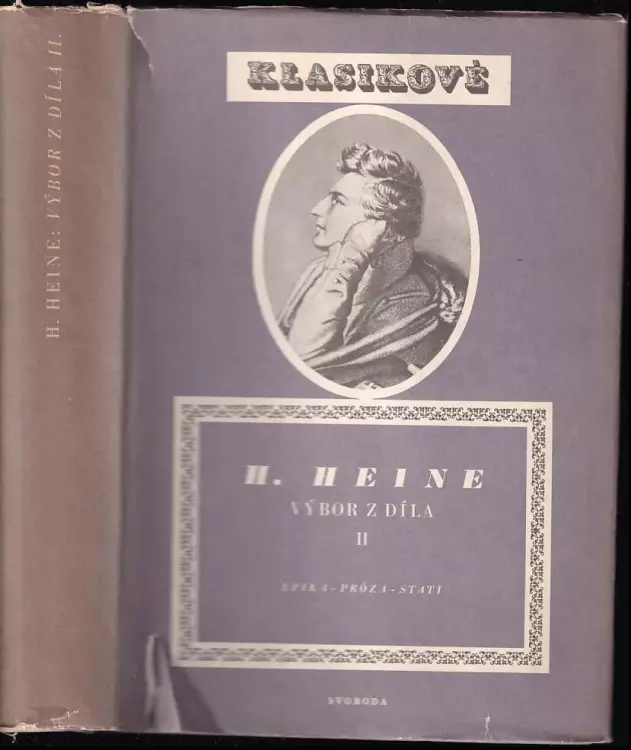 H. HEINE: VÝBOR Z DÍLA II.
KLASIKOVÉ
H. HEINE
VÝBOR Z DÍLA
II
EPIKA - PRÓZA - STATI
SVOBODA